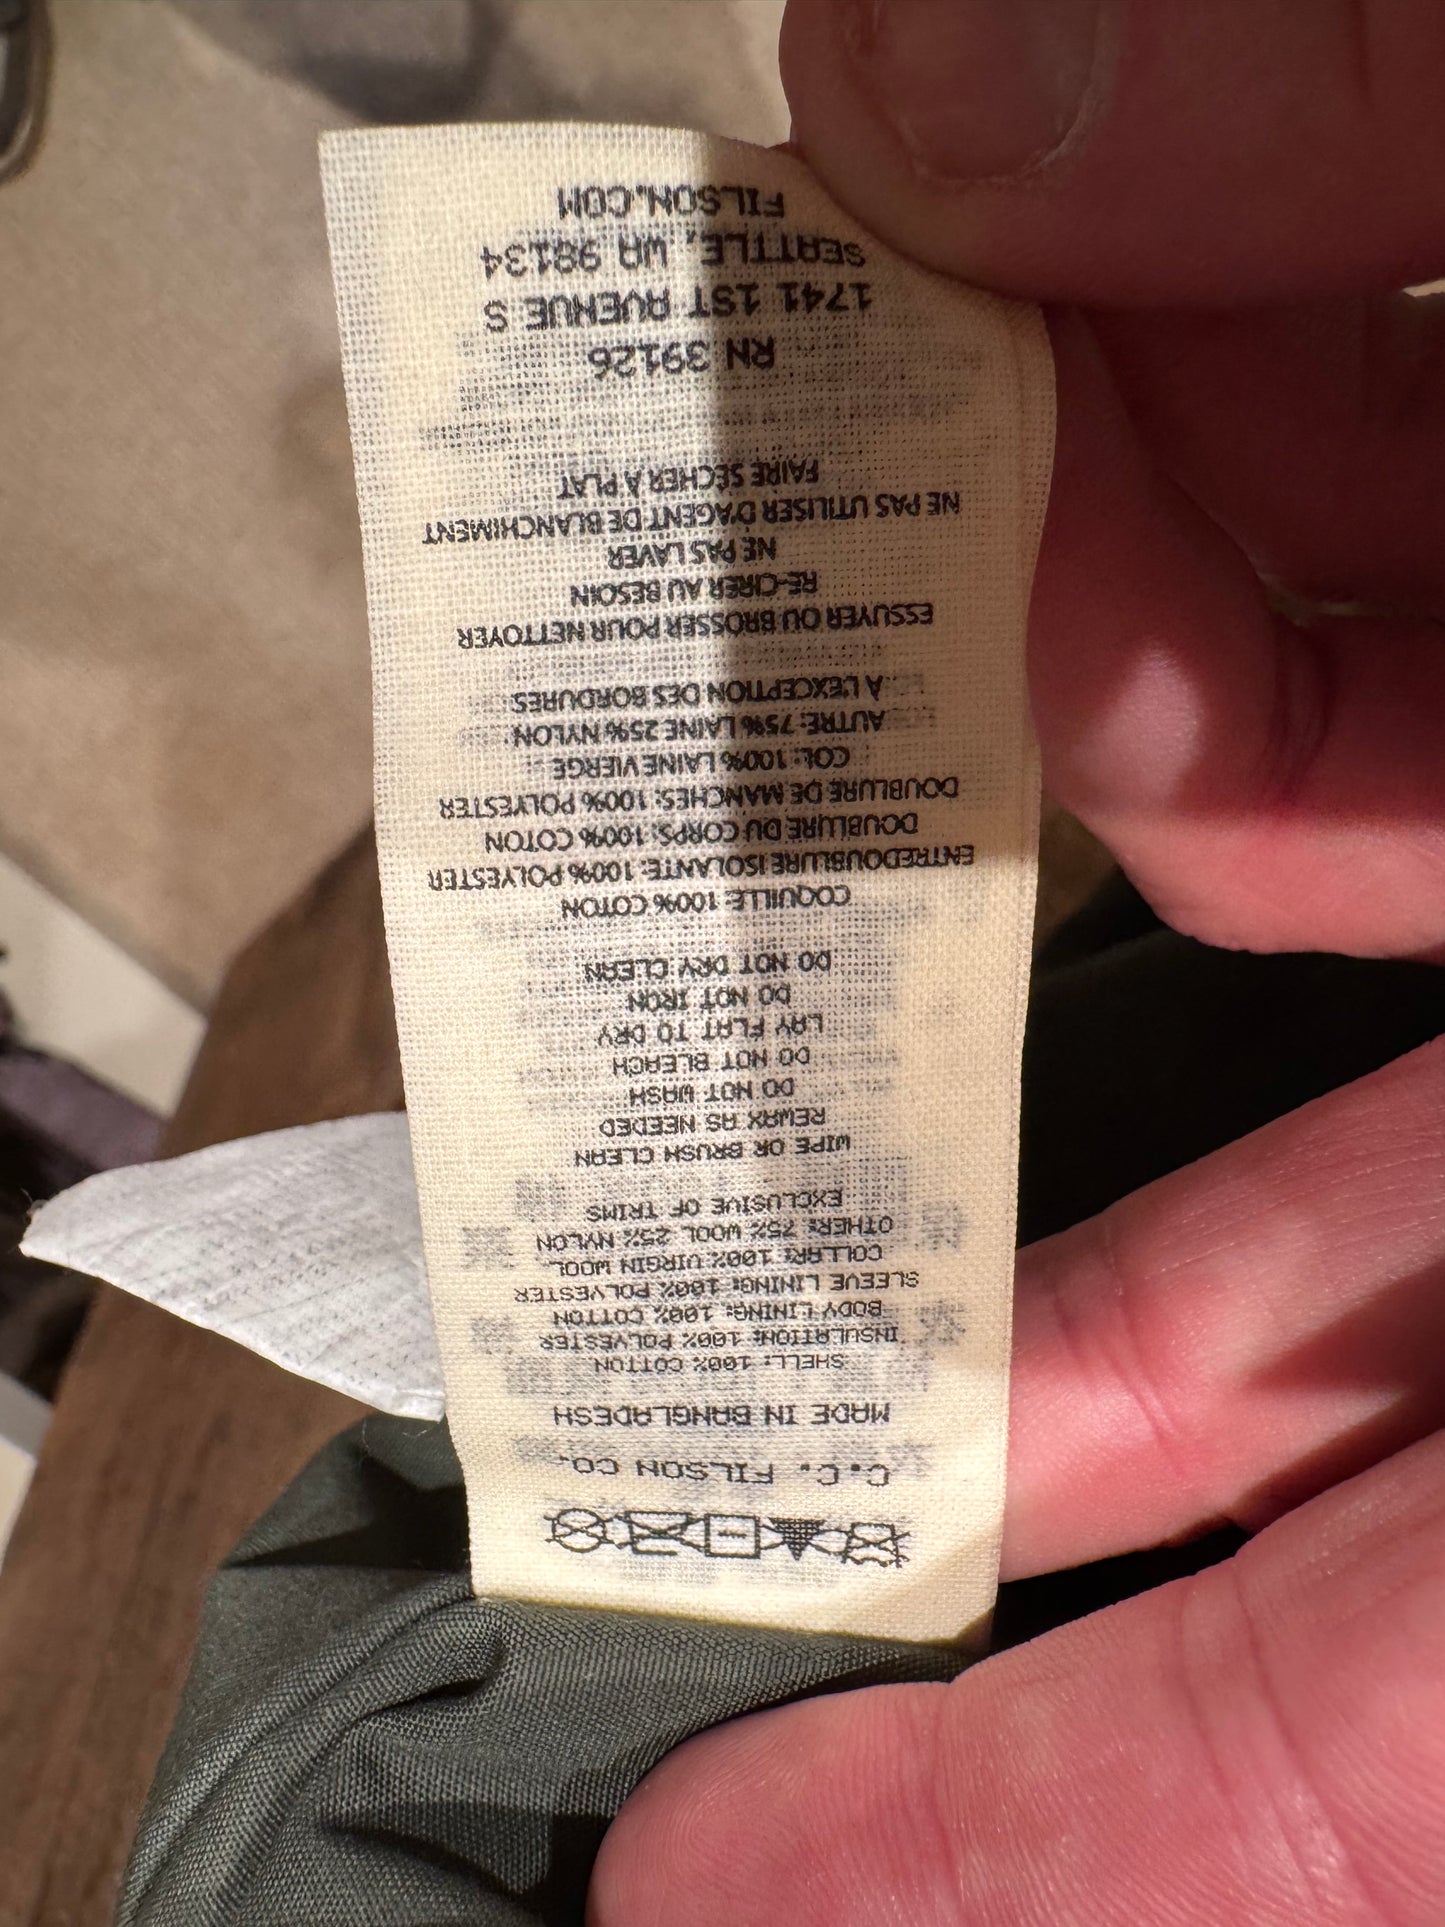 C.C. FILSON CO.
MADE IN BANGLADESH
SHELL: 100% COTTON
INSULATION: 100% POLYESTER
BODY LINING: 100% COTTON
SLEEVE LINING: 100% POLYESTER
COLLAR: 100% VIRGIN WOOL
OTHER: 75% WOOL 25% NYLON
EXCLUSIVE OF TRIMS
WIPE OR BRUSH CLEAN
REWAX AS NEEDED
DO NOT WASH
DO NOT BLEACH
LAY FLAT TO DRY
DO NOT IRON
DO NOT DRY CLEAN
COQUILLE: 100% COTON
ENTREDOUBLURE ISOLANTE: 100% POLYESTER
DOUBLURE DU CORPS: 100% COTON
DOUBLURE DE MANCHES: 100% POLYESTER
COL: 100% LAINE VIERGE
AUTRE: 75% LAINE 25% NYLON
À L'EXCEPTION DES BORDURES
ESSUYER OU BROSSER POUR NETTOYER
RE-CIRER AU BESOIN
NE PAS LAVER
NE PAS UTILISER D'AGENT DE BLANCHIMENT
FAIRE SÉCHER À PLAT
RN 39126
1741 1ST AVENUE S
SEATTLE, WA 98134
FILSON.COM